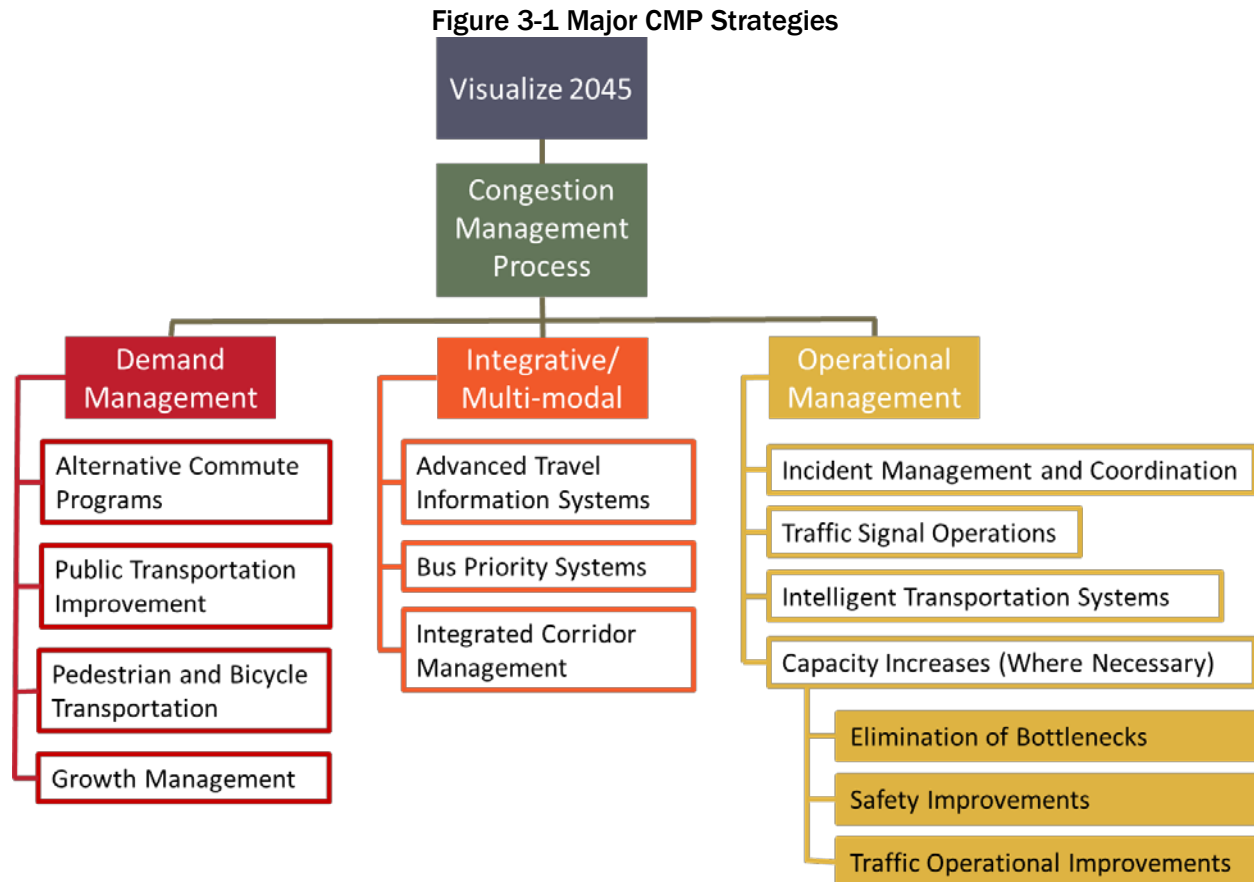 Figure 3-1 Major CMP Strategies
Visualize 2045
Congestion
Management
Process
Demand
Management
Alternative Commute
Programs
Public Transportation
Improvement
Pedestrian and Bicycle
Transportation
Growth Management
Integrative/
Multi-modal
Advanced Travel
Information Systems
Bus Priority Systems
Integrated Corridor
Management
Operational
Management
Incident Management and Coordination
Traffic Signal Operations
Intelligent Transportation Systems
Capacity Increases (Where Necessary)
Elimination of Bottlenecks
Safety Improvements
Traffic Operational Improvements